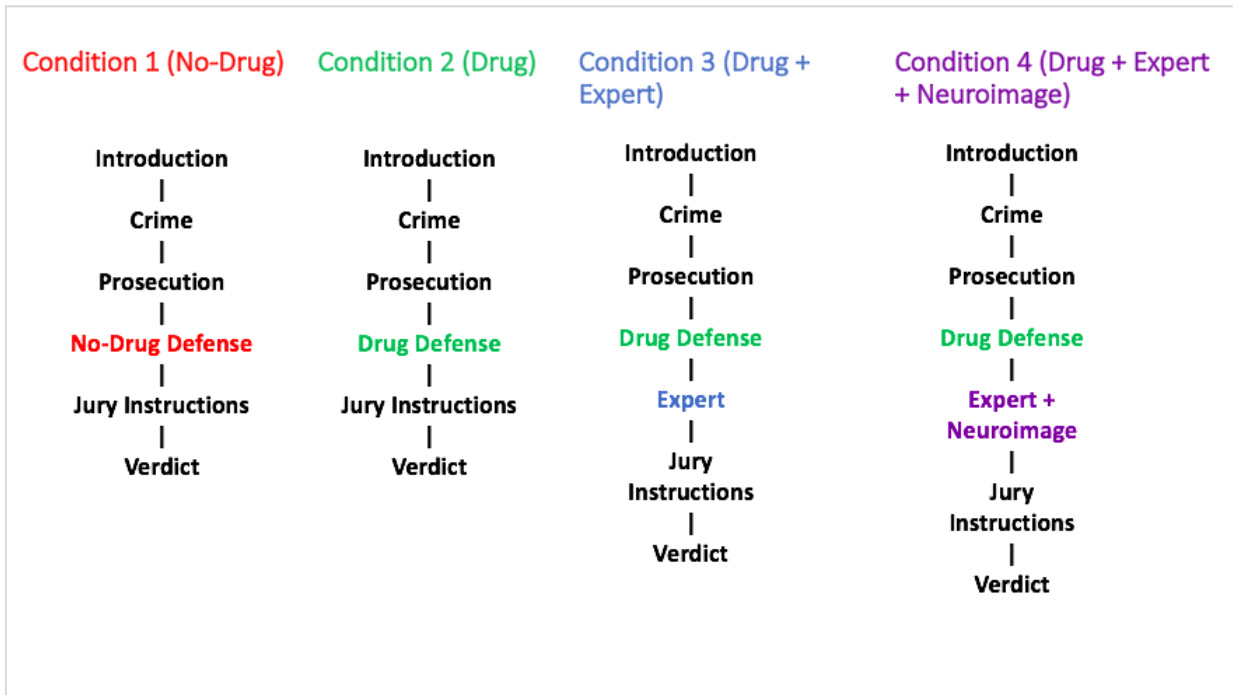 Condition 1 (No-Drug)
Introduction
|
Crime
|
Prosecution
|
No-Drug Defense
|
Jury Instructions
|
Verdict
Condition 2 (Drug)
Introduction
|
Crime
|
Prosecution
|
Drug Defense
|
Jury Instructions
|
Verdict
Condition 3 (Drug +
Expert)
Introduction
|
Crime
|
Prosecution
|
Drug Defense
|
Expert
|
Jury
Instructions
|
Verdict
Condition 4 (Drug + Expert
+ Neuroimage)
Introduction
|
Crime
|
Prosecution
|
Drug Defense
|
Expert +
Neuroimage
|
Jury
Instructions
|
Verdict